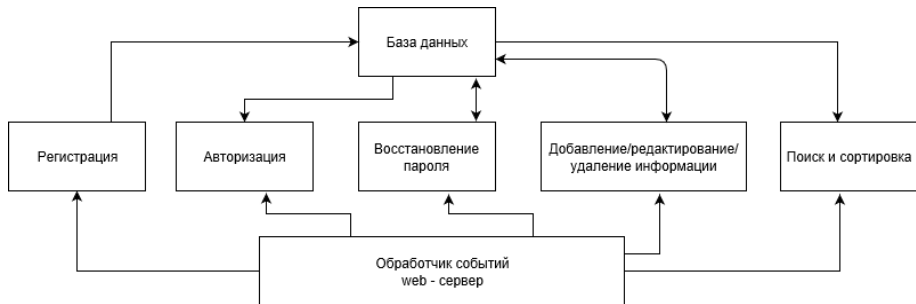 База данных
Регистрация
Авторизация
Восстановление
пароля
Добавление/редактирование/
удаление информации
Поиск и сортировка
Обработчик событий
web - сервер